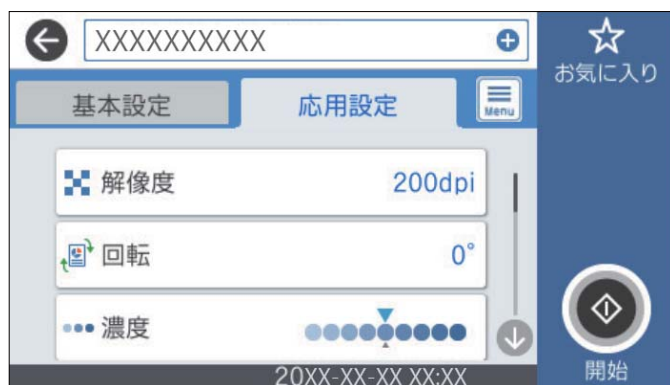 XXXXXXXXXX
お気に入り
基本設定
応用設定
Menu
解像度 200dpi
回転 0°
濃度
開始
20XX-XX-XX XX:XX